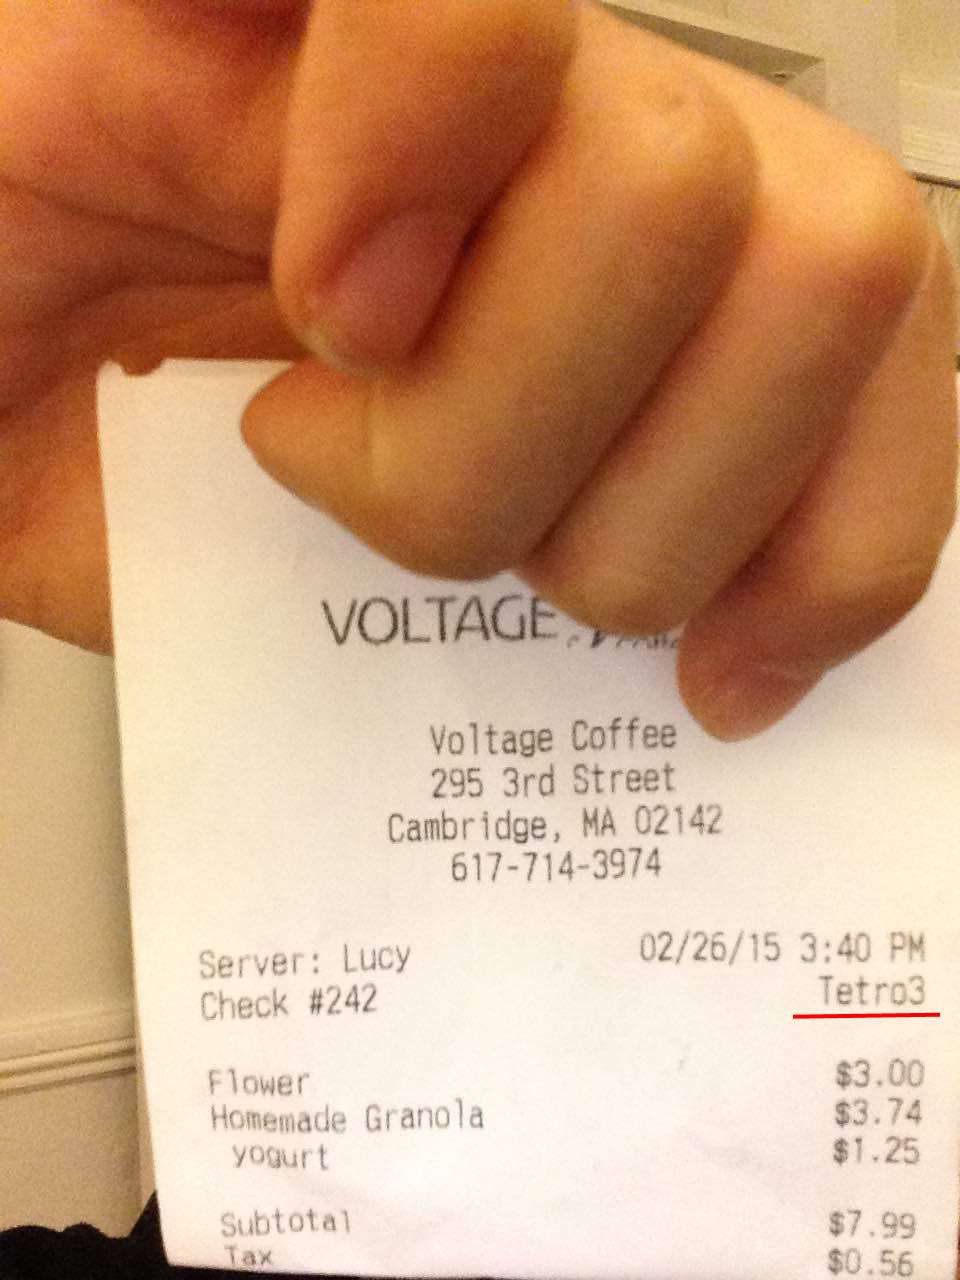 VOLTAGE
Voltage Coffee
295 3rd Street
Cambridge, MA 02142
617-714-3974
Server: Lucy 02/26/15 3:40 PM
Check #242 Tetro3
Flower $3.00
Homemade Granola $3.74
yogurt $1.25
Subtotal $7.99
Tax $0.56